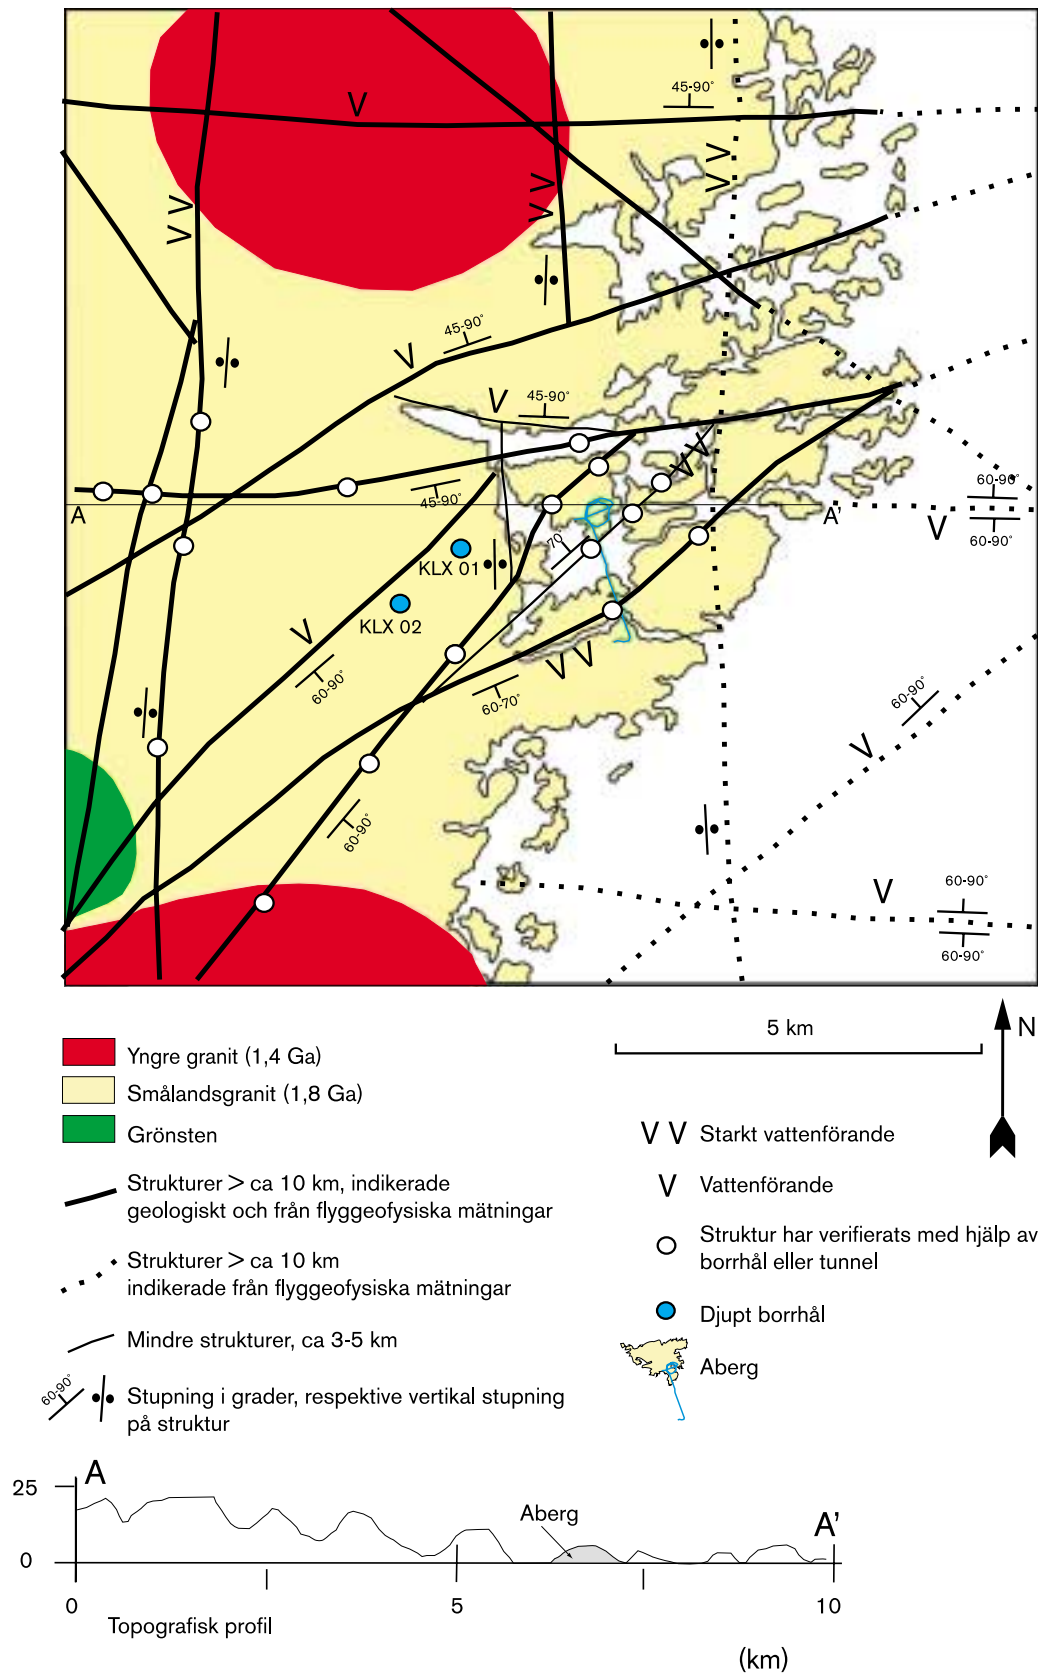 45-90°
V
V V
V V
V V
45-90°
V
45-90°
V
V V
45-90°
60-90°
A
A'
V
60-90°
70°
KLX 01
KLX 02
V
V V
60-90°
60-70°
60-90°
V
60-90°
V
60-90°
60-90°
5 km
N
Yngre granit (1,4 Ga)
Smålandsgranit (1,8 Ga)
Grönsten
Strukturer > ca 10 km, indikerade
geologiskt och från flyggeofysiska mätningar
Strukturer > ca 10 km
indikerade från flyggeofysiska mätningar
Mindre strukturer, ca 3-5 km
60-90°
Stupning i grader, respektive vertikal stupning
på struktur
V V Starkt vattenförande
V Vattenförande
Struktur har verifierats med hjälp av
borrhål eller tunnel
Djupt borrhål
Aberg
25
A
Aberg
A'
0
0
5
10
Topografisk profil
(km)